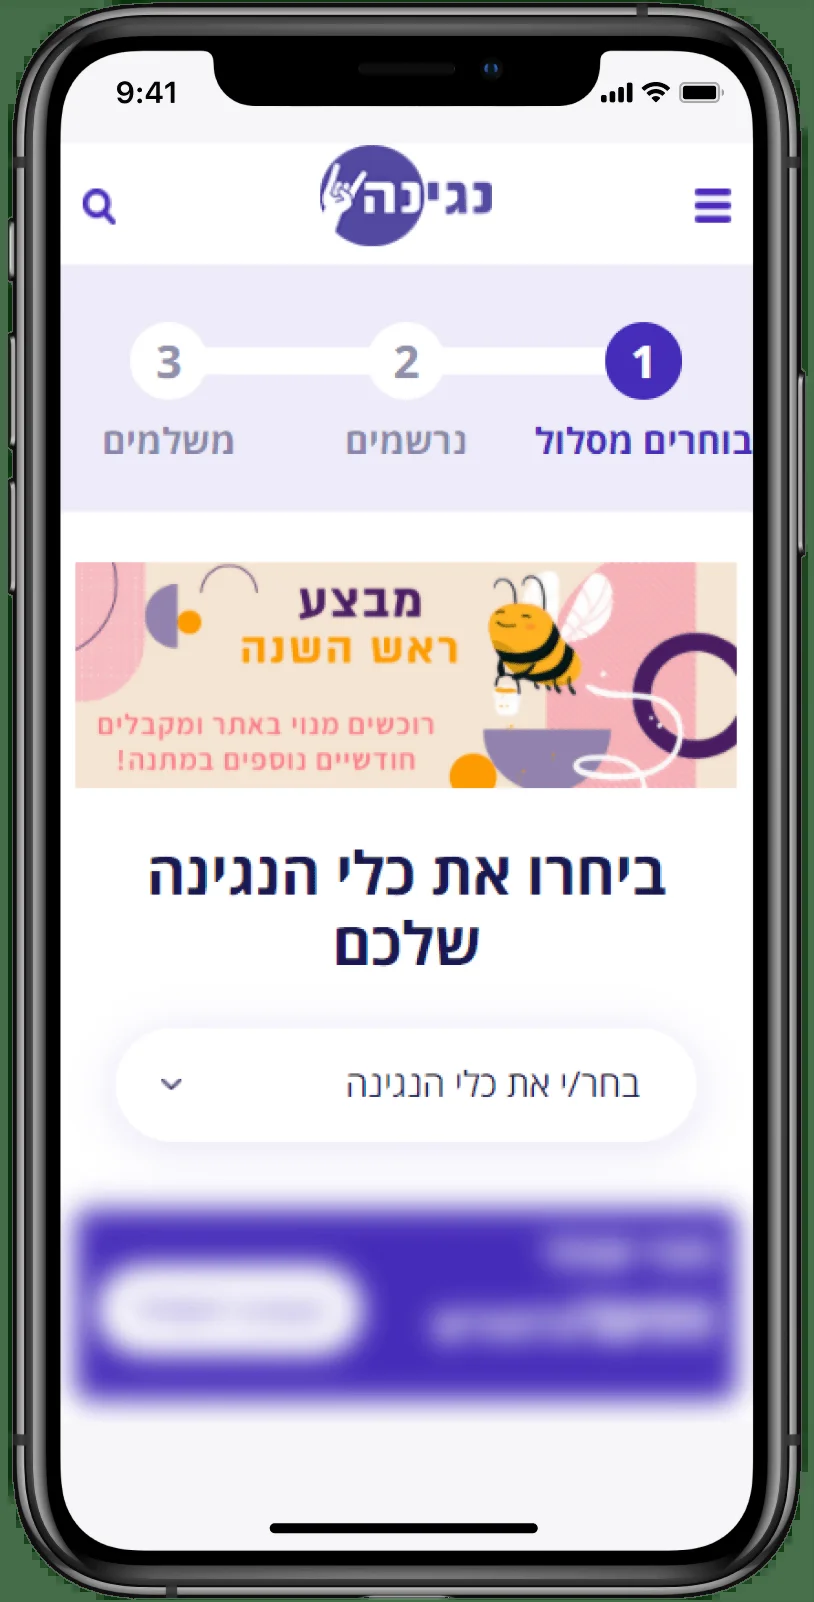 9:41
נגינה
1
2
3
בוחרים מסלול
נרשמים
משלמים
מבצע
ראש השנה
רוכשים מנוי באתר ומקבלים
חודשיים נוספים במתנה!
ביחרו את כלי הנגינה
שלכם
בחר/י את כלי הנגינה